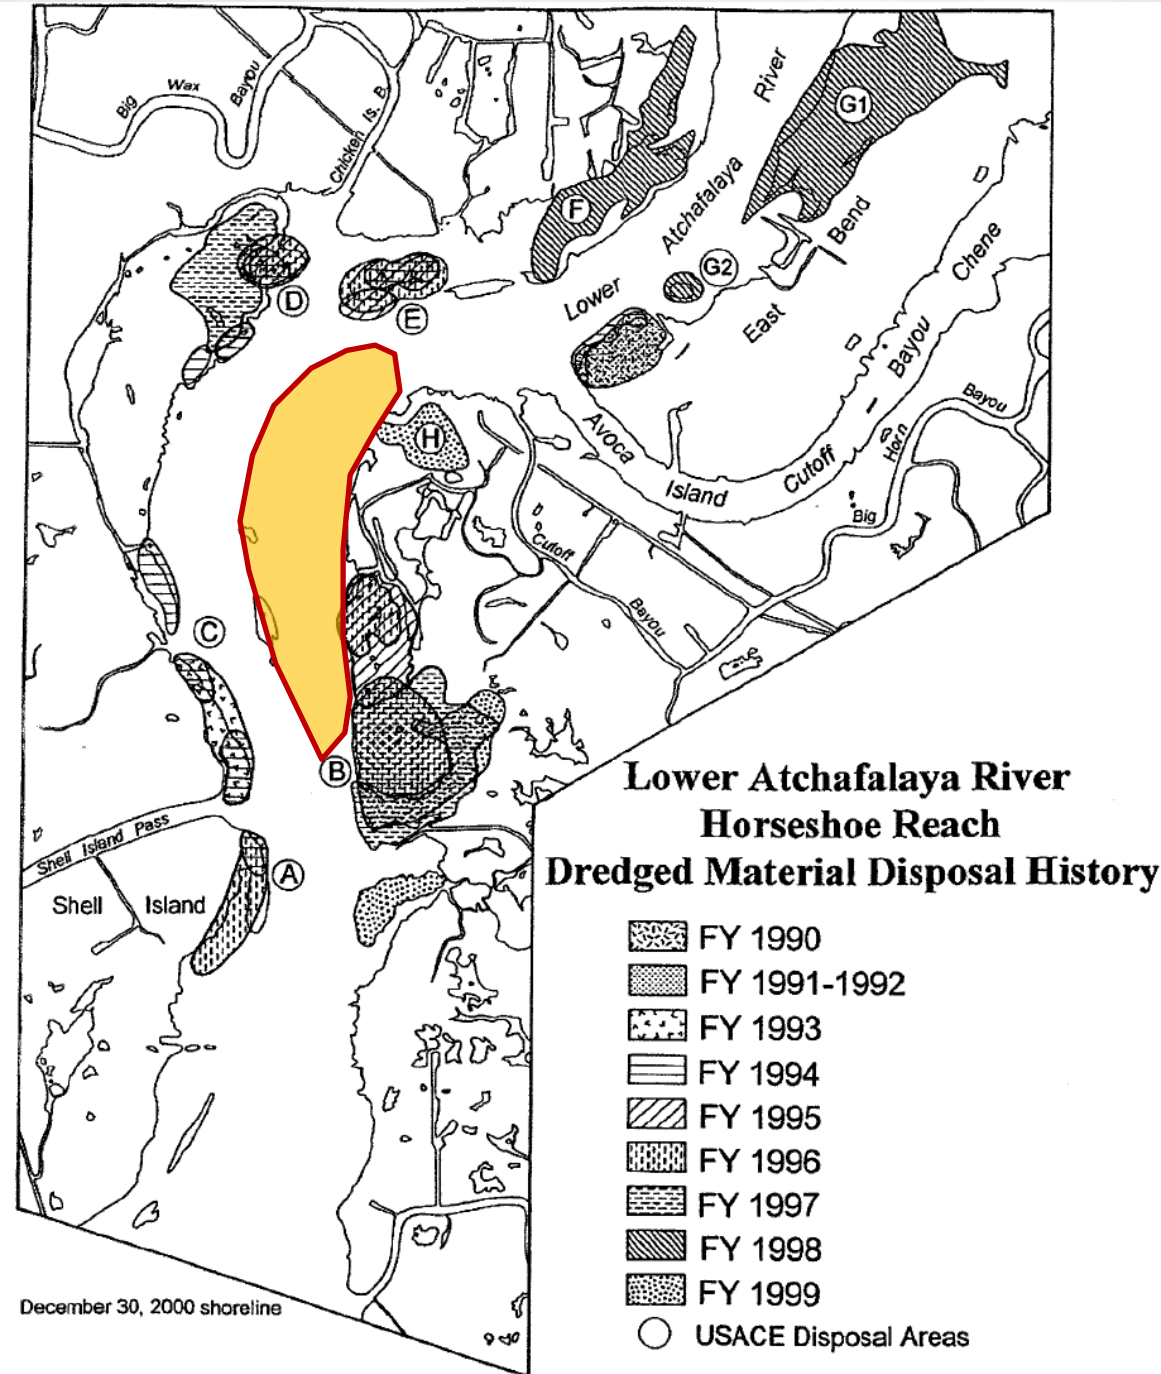 Big
Wax
Bayou
Chicken Is. B.
River
G1
F
Atchafalaya
Bend
G2
Chene
D
E
Lower
East
Bayou
H
Avoca
Island
Cutoff
Horn
Bayou
Big
Cutoff
Bayou
C
B
Shell Island Pass
A
Shell Island
Lower Atchafalaya River
Horseshoe Reach
Dredged Material Disposal History
FY 1990
FY 1991-1992
FY 1993
FY 1994
FY 1995
FY 1996
FY 1997
FY 1998
FY 1999
USACE Disposal Areas
December 30, 2000 shoreline